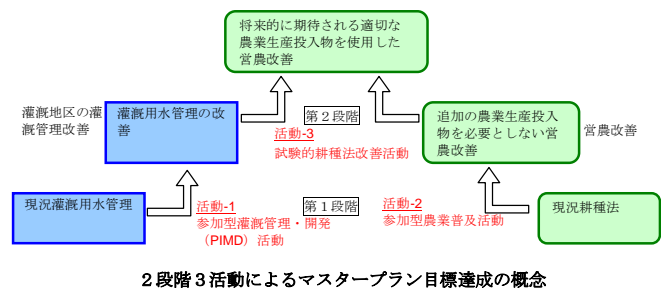 将来的に期待される適切な
農業生産投入物を使用した
営農改善
灌漑地区の灌
漑管理改善
灌漑用水管理の改
善
第２段階
活動-3
試験的耕種法改善活動
追加の農業生産投入
物を必要としない営
農改善
営農改善
現況灌漑用水管理
活動-1
参加型灌漑管理・開発
（PIMD）活動
第１段階
活動-2
参加型農業普及活動
現況耕種法
２段階３活動によるマスタープラン目標達成の概念